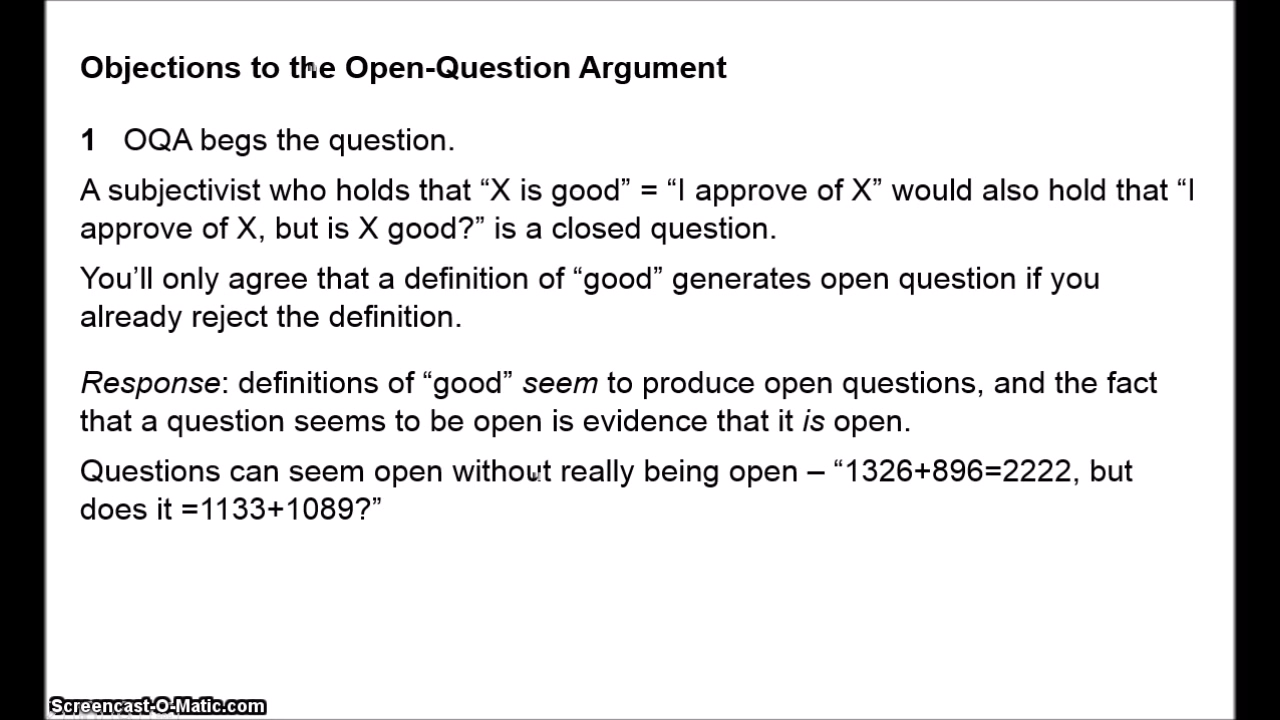 Objections to the Open-Question Argument
1 OQA begs the question.
A subjectivist who holds that “X is good” = “I approve of X” would also hold that “I
approve of X, but is X good?” is a closed question.
You’ll only agree that a definition of “good” generates open question if you
already reject the definition.
Response: definitions of “good” seem to produce open questions, and the fact
that a question seems to be open is evidence that it is open.
Questions can seem open without really being open – “1326+896=2222, but
does it =1133+1089?”
Screencast-O-Matic.com